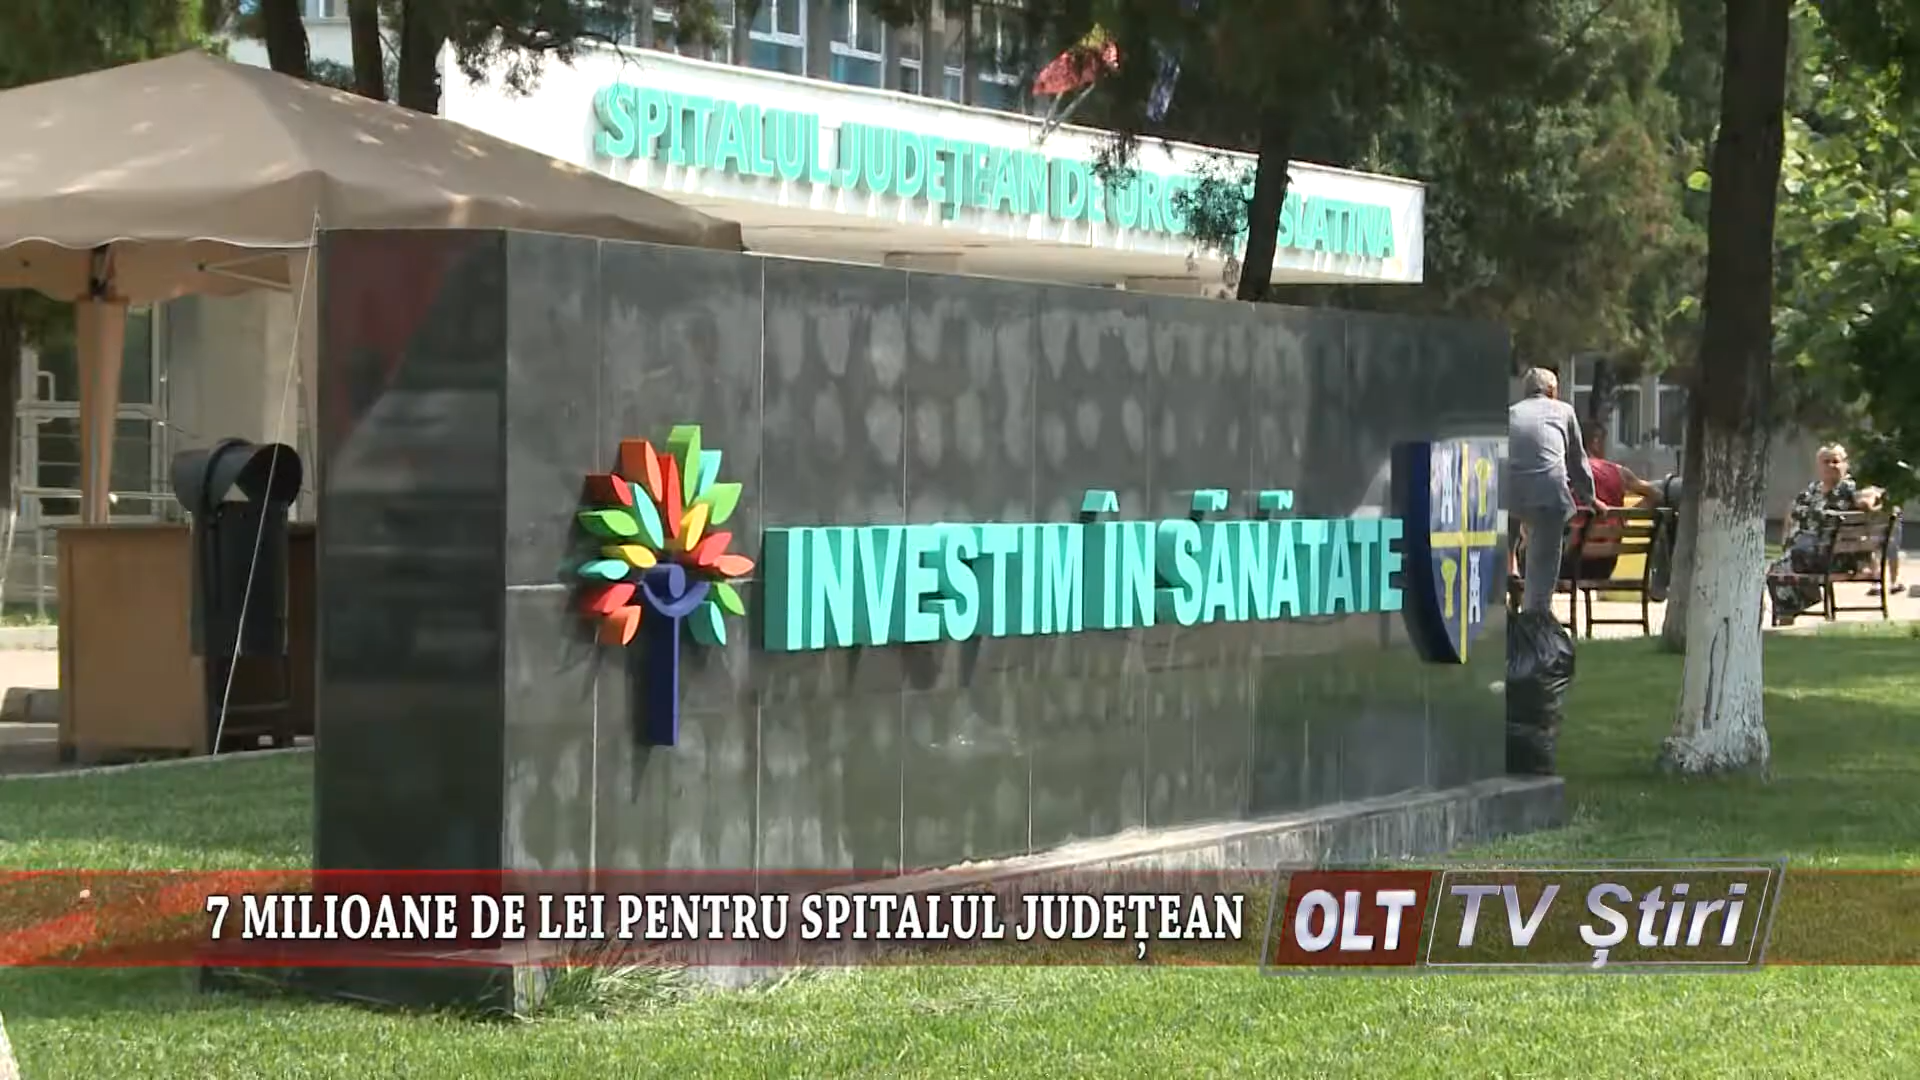 SPITALUL JUDEȚEAN DE SLATINA
INVESTIM ÎN SĂNĂTATE
7 MILIOANE DE LEI PENTRU SPITALUL JUDEȚEAN
OLT TV Știri